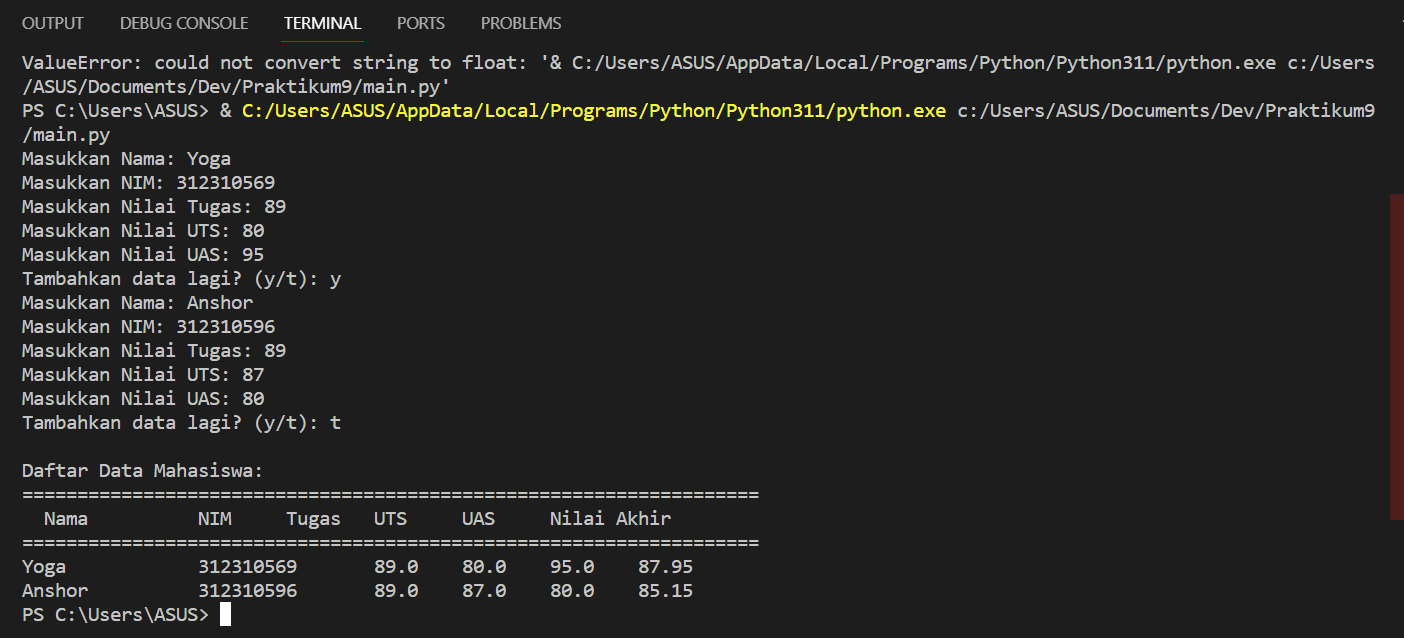 OUTPUT DEBUG CONSOLE TERMINAL PORTS PROBLEMS
ValueError: could not convert string to float: '& C:/Users/ASUS/AppData/Local/Programs/Python/Python311/python.exe c:/Users
/ASUS/Documents/Dev/Praktikum9/main.py'
PS C:\Users\ASUS> & C:/Users/ASUS/AppData/Local/Programs/Python/Python311/python.exe c:/Users/ASUS/Documents/Dev/Praktikum9
/main.py
Masukkan Nama: Yoga
Masukkan NIM: 312310569
Masukkan Nilai Tugas: 89
Masukkan Nilai UTS: 80
Masukkan Nilai UAS: 95
Tambahkan data lagi? (y/t): y
Masukkan Nama: Anshor
Masukkan NIM: 312310596
Masukkan Nilai Tugas: 89
Masukkan Nilai UTS: 87
Masukkan Nilai UAS: 80
Tambahkan data lagi? (y/t): t

Daftar Data Mahasiswa:
===================================================================
  Nama          NIM     Tugas   UTS     UAS     Nilai Akhir
===================================================================
Yoga            312310569       89.0    80.0    95.0    87.95
Anshor          312310596       89.0    87.0    80.0    85.15
PS C:\Users\ASUS>